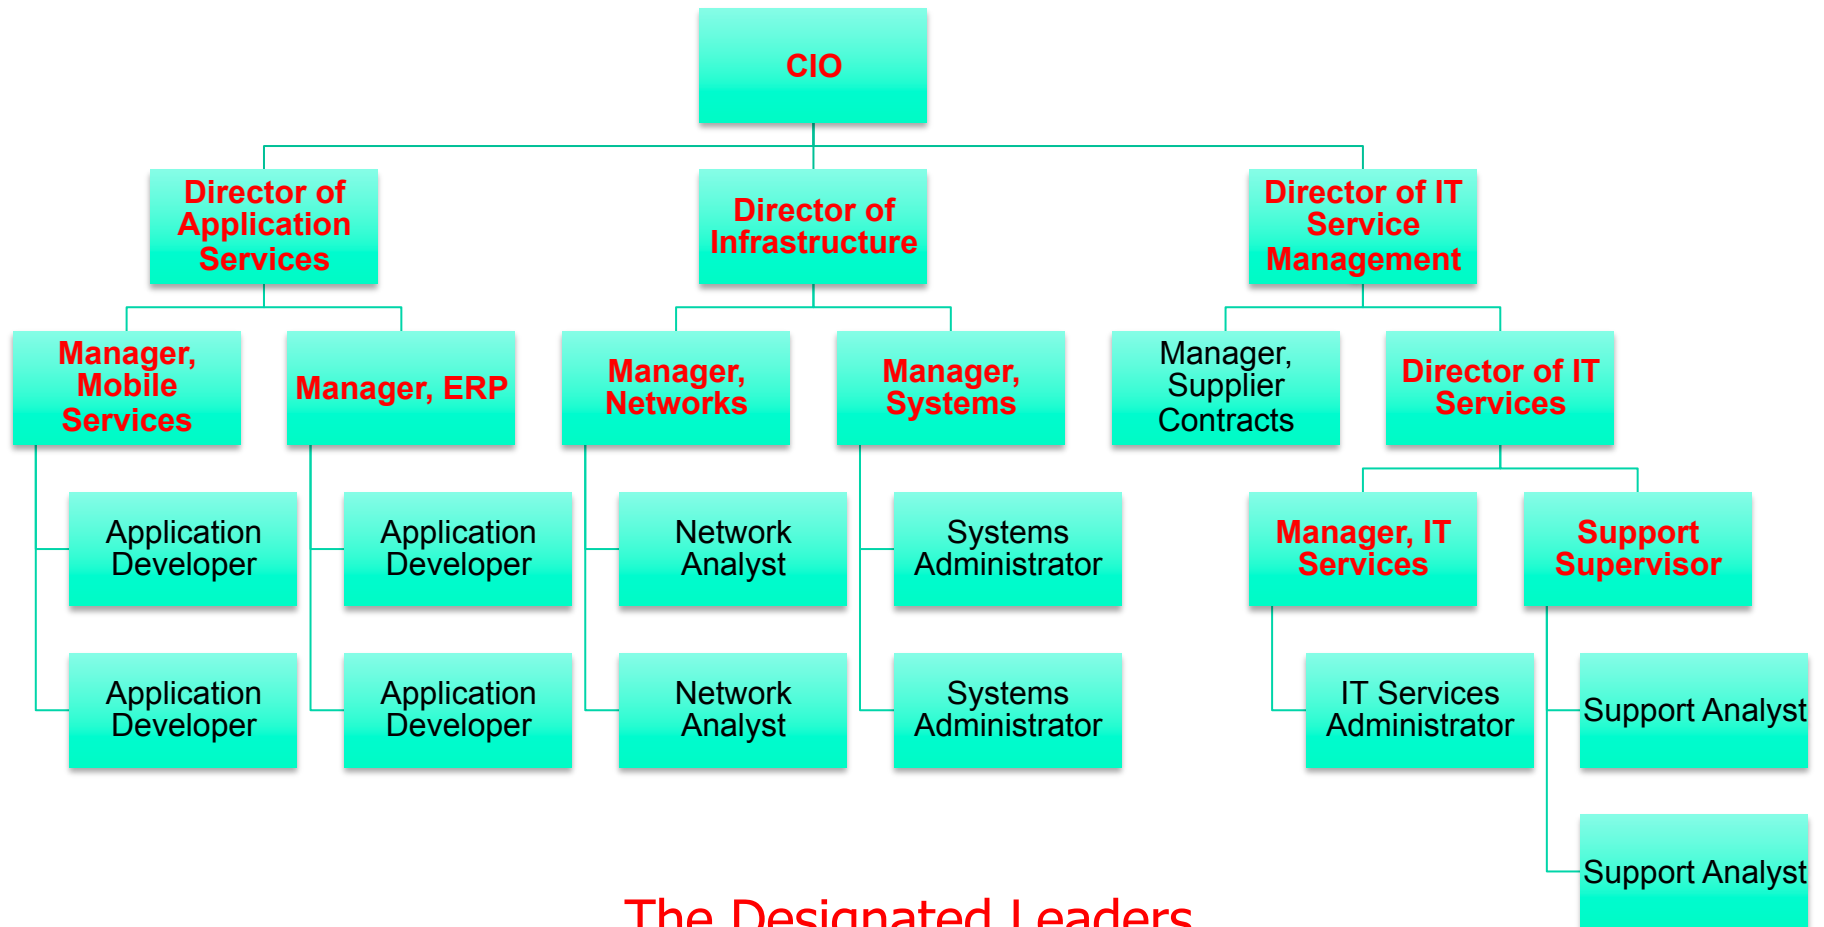 CIO
Director of
Application
Services
Director of
Infrastructure
Director of IT
Service
Management
Manager,
Mobile
Services
Manager, ERP
Manager,
Networks
Manager,
Systems
Manager,
Supplier
Contracts
Director of IT
Services
Application
Developer
Application
Developer
Network
Analyst
Systems
Administrator
Manager, IT
Services
Support
Supervisor
Application
Developer
Application
Developer
Network
Analyst
Systems
Administrator
IT Services
Administrator
Support Analyst
Support Analyst
The Designated Leaders